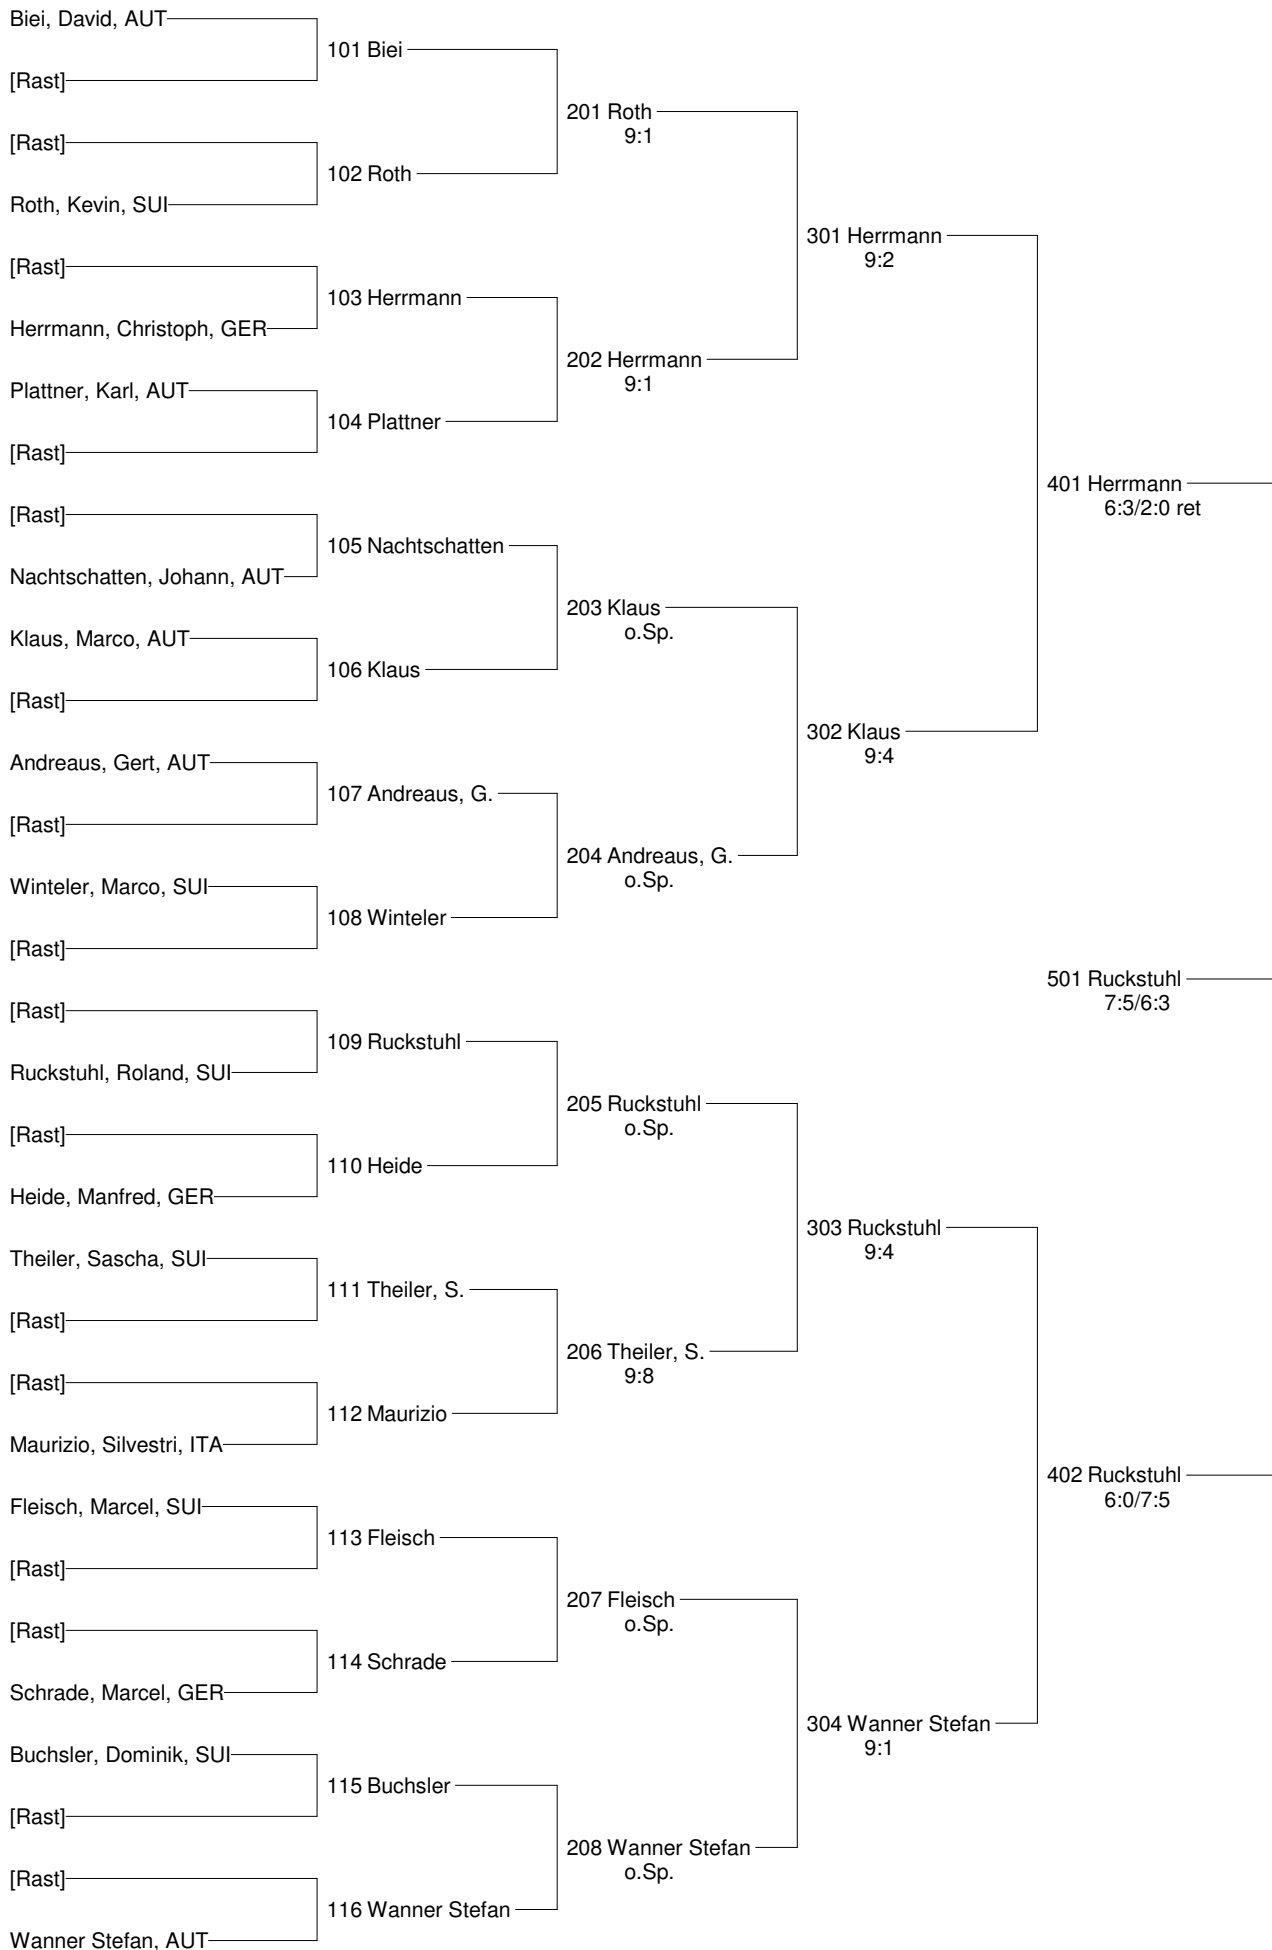 Biei, David, AUT
101 Biei
[Rast]
201 Roth
9:1
[Rast]
102 Roth
Roth, Kevin, SUI
301 Herrmann
9:2
[Rast]
103 Herrmann
Herrmann, Christoph, GER
202 Herrmann
9:1
Plattner, Karl, AUT
104 Plattner
[Rast]
401 Herrmann
6:3/2:0 ret
[Rast]
105 Nachtschatten
Nachtschatten, Johann, AUT
203 Klaus
o.Sp.
Klaus, Marco, AUT
106 Klaus
[Rast]
302 Klaus
9:4
Andreaus, Gert, AUT
107 Andreaus, G.
[Rast]
204 Andreaus, G.
o.Sp.
Winteler, Marco, SUI
108 Winteler
[Rast]
501 Ruckstuhl
7:5/6:3
[Rast]
109 Ruckstuhl
Ruckstuhl, Roland, SUI
205 Ruckstuhl
o.Sp.
[Rast]
110 Heide
Heide, Manfred, GER
303 Ruckstuhl
9:4
Theiler, Sascha, SUI
111 Theiler, S.
[Rast]
206 Theiler, S.
9:8
[Rast]
112 Maurizio
Maurizio, Silvestri, ITA
402 Ruckstuhl
6:0/7:5
Fleisch, Marcel, SUI
113 Fleisch
[Rast]
207 Fleisch
o.Sp.
[Rast]
114 Schrade
Schrade, Marcel, GER
304 Wanner Stefan
9:1
Buchsler, Dominik, SUI
115 Buchsler
[Rast]
208 Wanner Stefan
o.Sp.
[Rast]
116 Wanner Stefan
Wanner Stefan, AUT